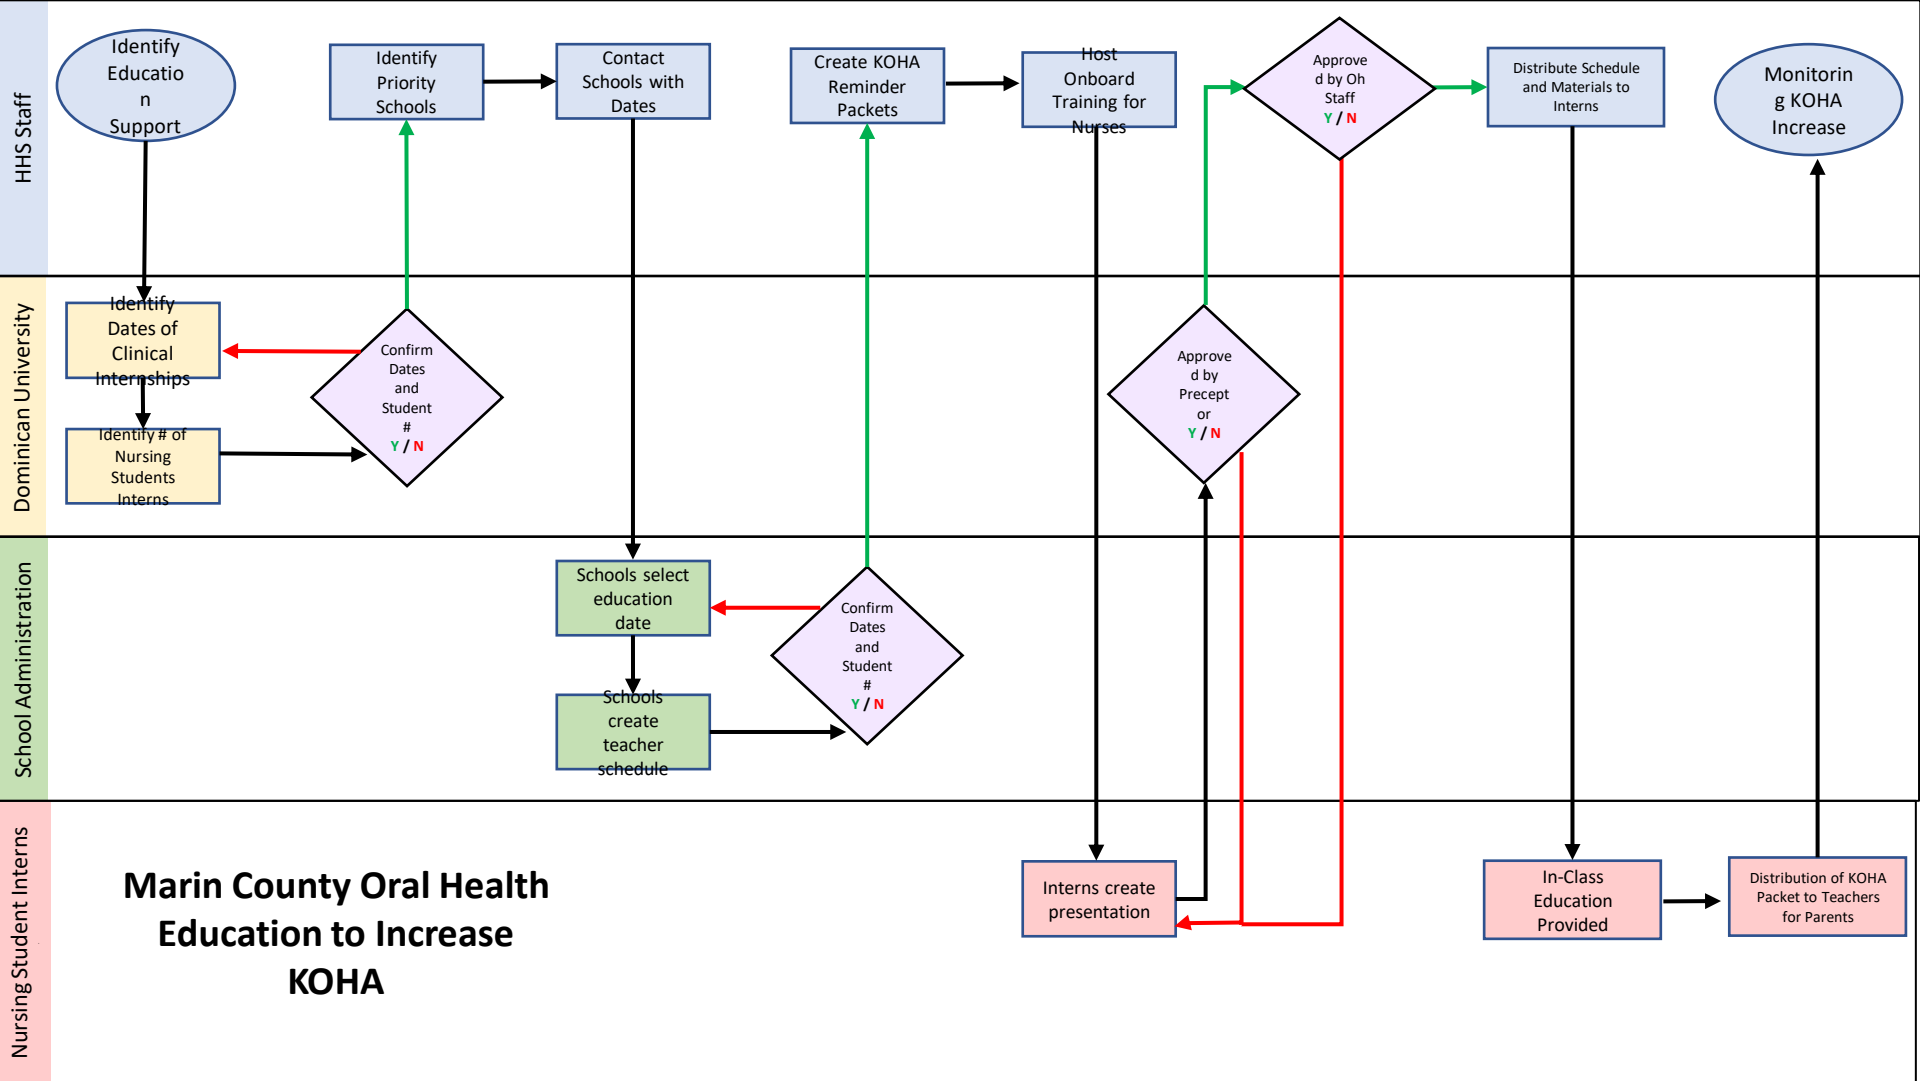 HHS Staff
Identify
Educatio
n
Support
Identify
Priority
Schools
Contact
Schools with
Dates
Create KOHA
Reminder
Packets
Host
Onboard
Training for
Nurses
Approve
d by Oh
Staff
Y / N
Distribute Schedule
and Materials to
Interns
Monitorin
g KOHA
Increase
Dominican University
Identify
Dates of
Clinical
Internships
Identify # of
Nursing
Students
Interns
Confirm
Dates
and
Student
#
Y / N
Approve
d by
Precept
or
Y / N
School Administration
Schools select
education
date
Schools
create
teacher
schedule
Confirm
Dates
and
Student
#
Y / N
Nursing Student Interns
Marin County Oral Health
Education to Increase
KOHA
Interns create
presentation
In-Class
Education
Provided
Distribution of KOHA
Packet to Teachers
for Parents